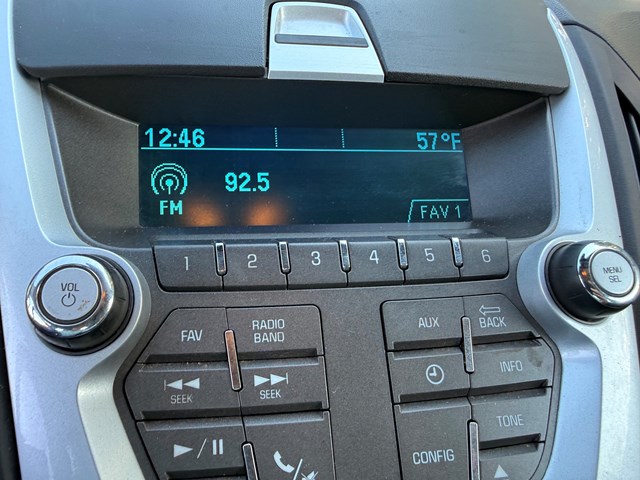 12:46 57°F
92.5
FM
FAV 1
1 2 3 4 5 6
VOL
MENU
SEL
FAV
RADIO
BAND
AUX
BACK
SEEK
SEEK
INFO
TONE
CONFIG